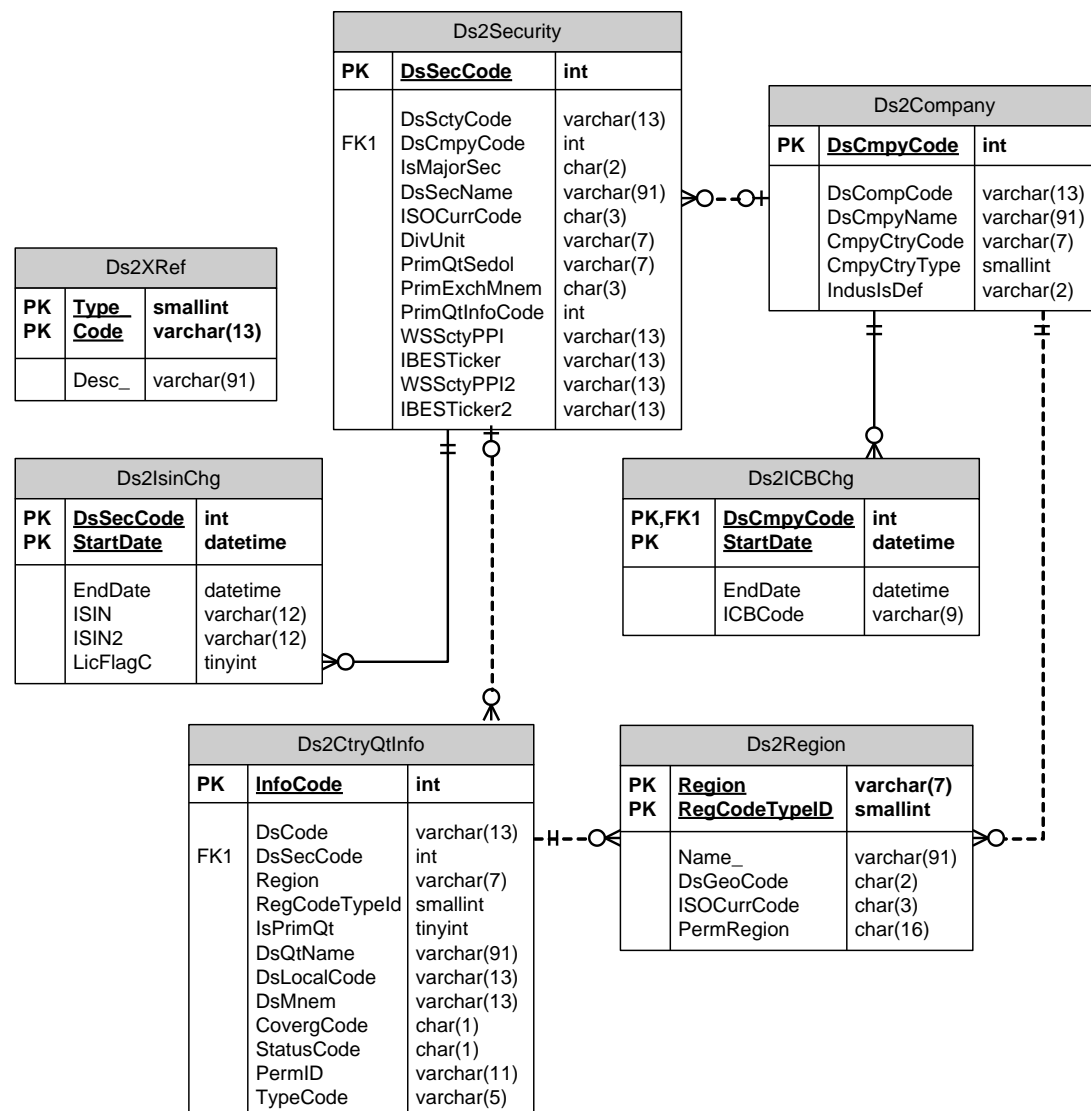 Ds2Security
PK DsSecCode int
DsSctyCode varchar(13)
FK1 DsCmpyCode int
IsMajorSec char(2)
DsSecName varchar(91)
ISOCurrCode char(3)
DivUnit varchar(7)
PrimQtSedol varchar(7)
PrimExchMnem char(3)
PrimQtInfoCode int
WSSctyPPI varchar(13)
IBESTicker varchar(13)
WSSctyPPI2 varchar(13)
IBESTicker2 varchar(13)
Ds2Company
PK DsCmpyCode int
DsCompCode varchar(13)
DsCmpyName varchar(91)
CmpyCtryCode varchar(7)
CmpyCtryType smallint
IndusIsDef varchar(2)
Ds2XRef
PK Type_ smallint
PK Code varchar(13)
Desc_ varchar(91)
Ds2IsinChg
PK DsSecCode int
PK StartDate datetime
EndDate datetime
ISIN varchar(12)
ISIN2 varchar(12)
LicFlagC tinyint
Ds2ICBChg
PK,FK1 DsCmpyCode int
PK StartDate datetime
EndDate datetime
ICBCode varchar(9)
Ds2CtryQtInfo
PK InfoCode int
DsCode varchar(13)
FK1 DsSecCode int
Region varchar(7)
RegCodeTypeId smallint
IsPrimQt tinyint
DsQtName varchar(91)
DsLocalCode varchar(13)
DsMnem varchar(13)
CovergCode char(1)
StatusCode char(1)
PermID varchar(11)
TypeCode varchar(5)
Ds2Region
PK Region varchar(7)
PK RegCodeTypeID smallint
Name_ varchar(91)
DsGeoCode char(2)
ISOCurrCode char(3)
PermRegion char(16)